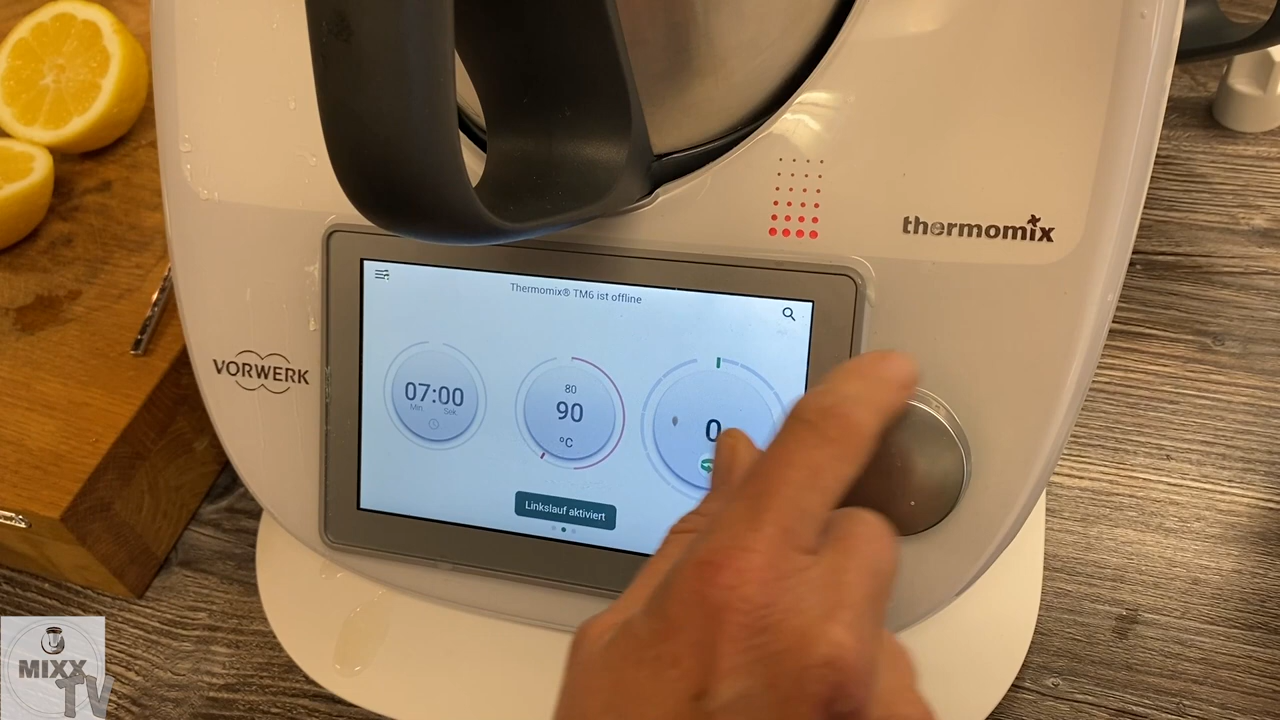 thermomix
VORWERK
Thermomix® TM6 ist offline
07:00
Min. Sek.
80
90
°C
0
Linkslauf aktiviert
MIXX
TV